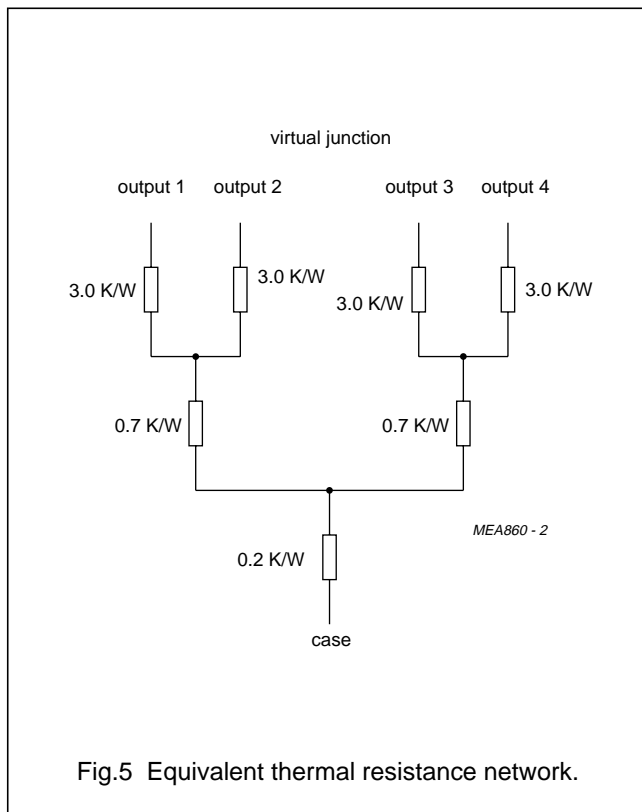 virtual junction
output 1 output 2 output 3 output 4
3.0 K/W 3.0 K/W 3.0 K/W 3.0 K/W
0.7 K/W 0.7 K/W
MEA860 - 2
0.2 K/W
case
Fig.5 Equivalent thermal resistance network.